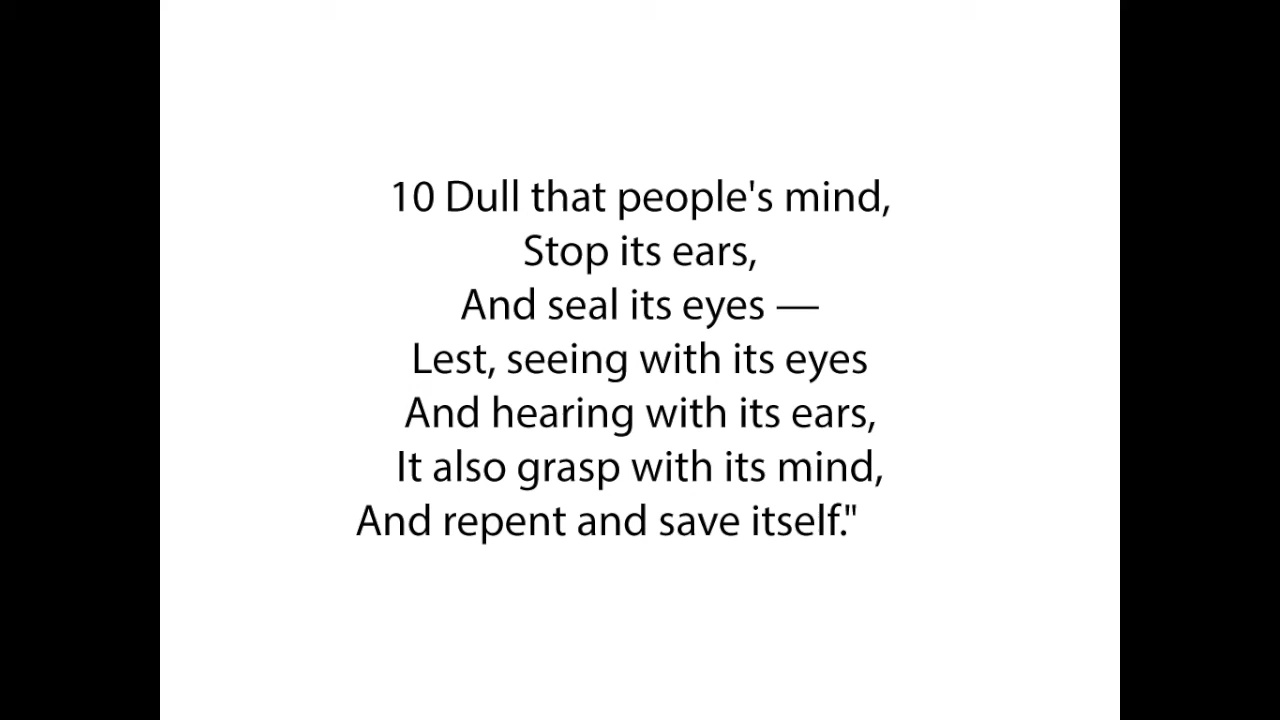 10 Dull that people's mind,
Stop its ears,
And seal its eyes —
Lest, seeing with its eyes
And hearing with its ears,
It also grasp with its mind,
And repent and save itself."